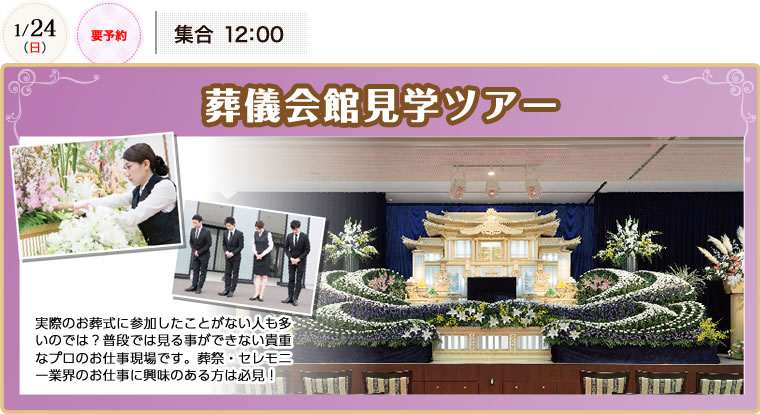 1/24
（日）
要予約
集合 12:00
葬儀会館見学ツアー
実際のお葬式に参加したことがない人も多
いのでは？普段では見る事ができない貴重
なプロのお仕事現場です。葬祭・セレモニ
ー業界のお仕事に興味のある方は必見！